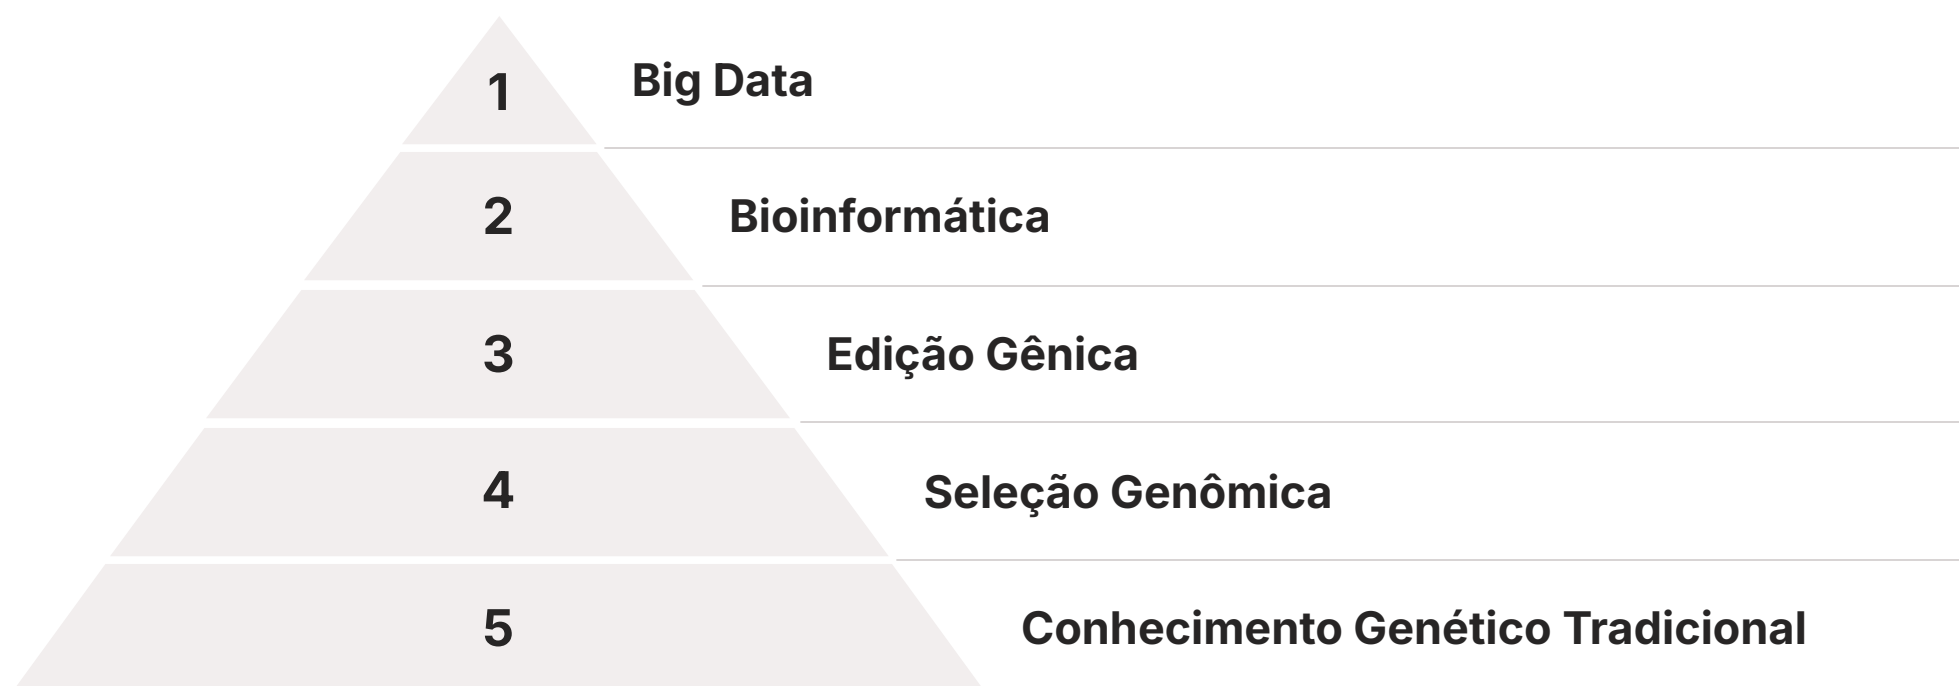 1
Big Data
2
Bioinformática
3
Edição Gênica
4
Seleção Genômica
5
Conhecimento Genético Tradicional